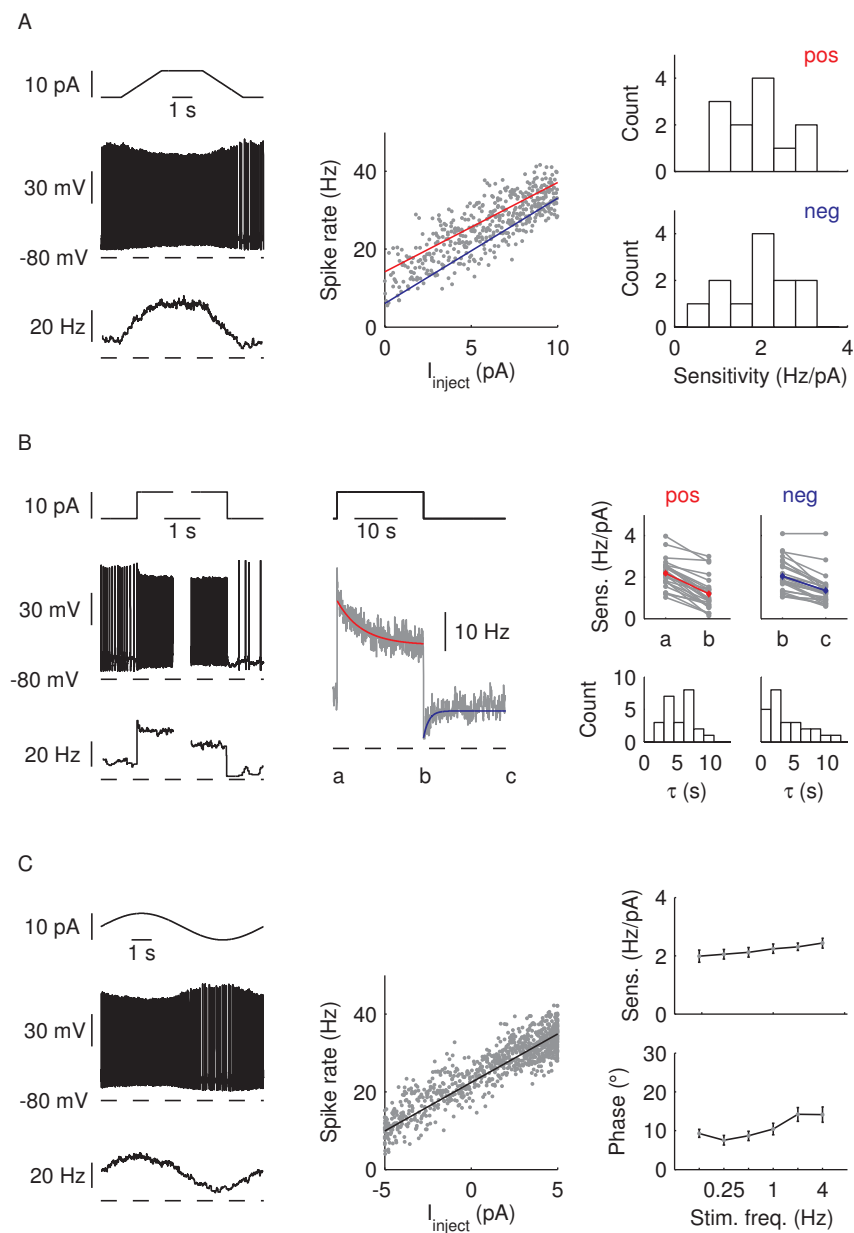 A
10 pA
1 s
30 mV
-80 mV
20 Hz
Spike rate (Hz)
40
20
0
0
10
I_inject (pA)
pos
Count
4
2
0
neg
Count
4
2
0
0
2
4
Sensitivity (Hz/pA)
B
10 pA
1 s
30 mV
-80 mV
20 Hz
10 s
10 Hz
a
b
c
pos
neg
Sens. (Hz/pA)
4
2
0
a
b
b
c
Count
10
5
0
0
5
10
0
5
10
τ (s)
τ (s)
C
10 pA
1 s
30 mV
-80 mV
20 Hz
Spike rate (Hz)
40
20
0
-5
0
5
I_inject (pA)
Sens. (Hz/pA)
4
2
0
Phase (°)
30
20
10
0
0.25
1
4
Stim. freq. (Hz)